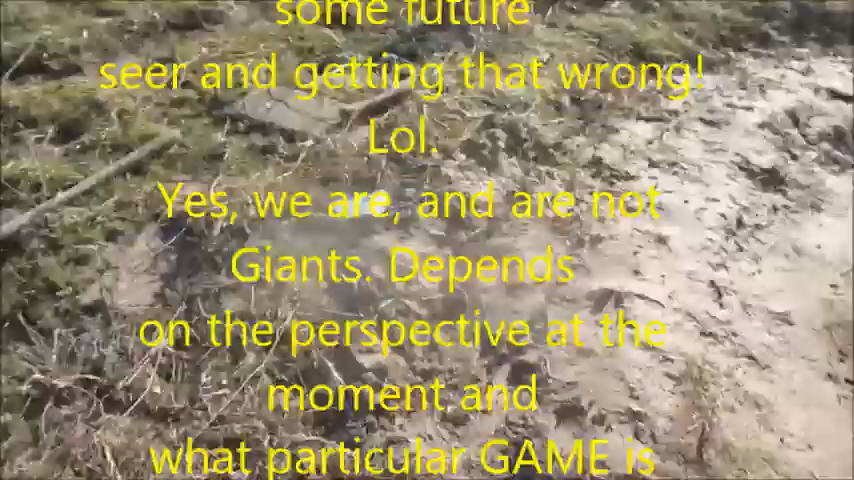 some future
seer and getting that wrong!
Lol.
Yes, we are, and are not
Giants. Depends
on the perspective at the
moment and
what particular GAME is